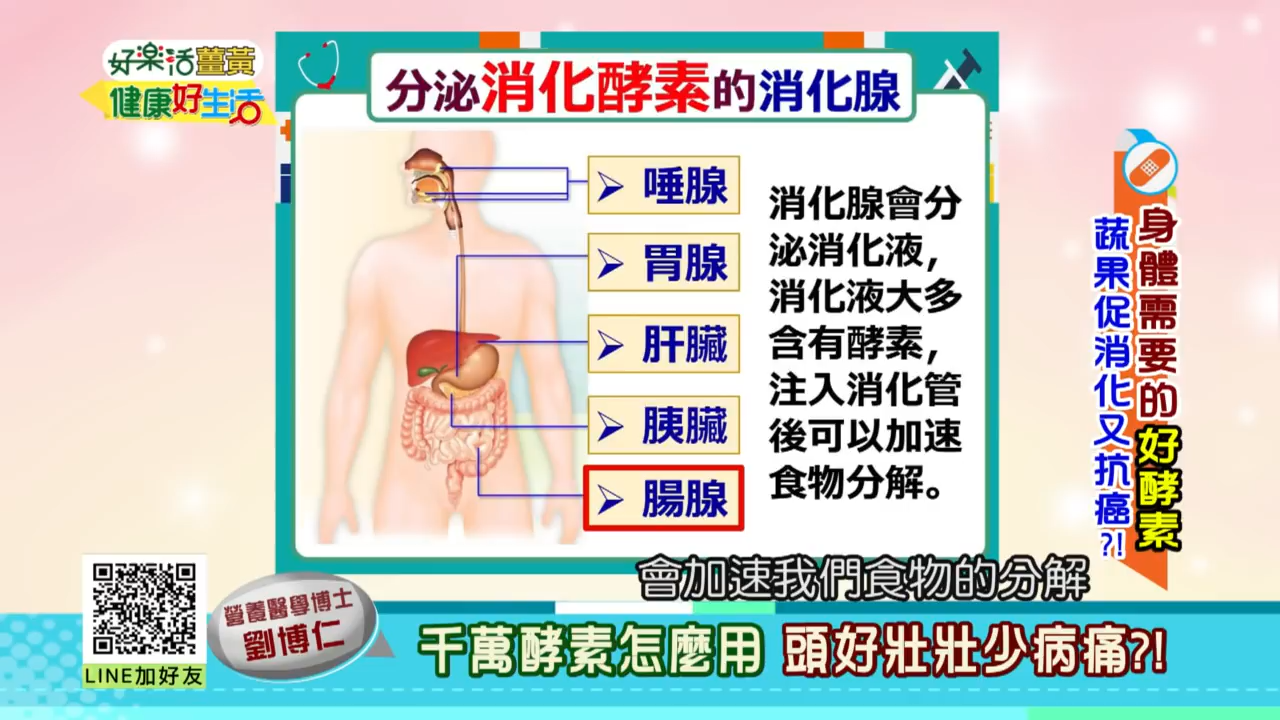 好楽活薑黃
健康好生活
分泌消化酵素的消化腺
唾腺
胃腺
肝臟
胰臟
腸腺
消化腺會分
泌消化液，
消化液大多
含有酵素，
注入消化管
後可以加速
食物分解。
身體需要的好酵素
蔬果促消化又抗癌?!
會加速我們食物的分解
營養醫學博士
劉博仁
千萬酵素怎麼用 頭好壯壯少病痛?!
LINE加好友